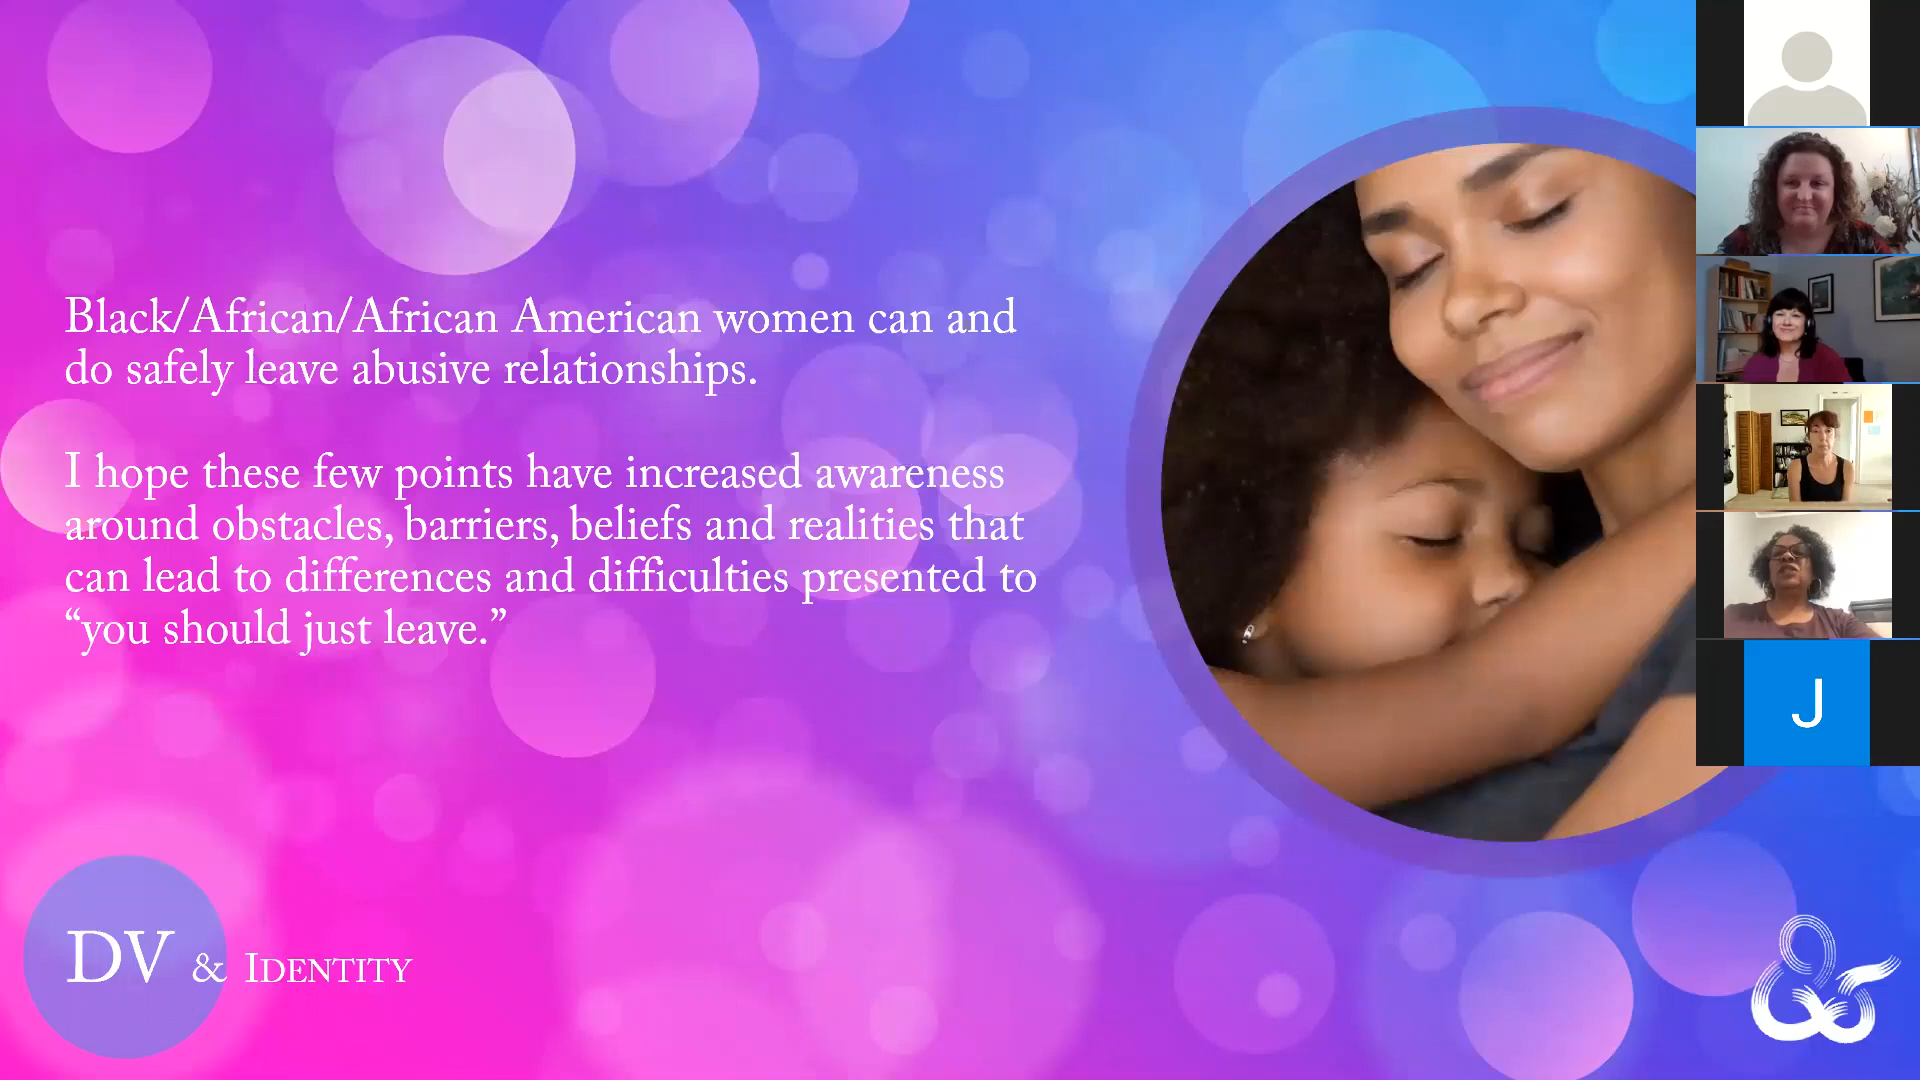 Black/African/African American women can and
do safely leave abusive relationships.
I hope these few points have increased awareness
around obstacles, barriers, beliefs and realities that
can lead to differences and difficulties presented to
“you should just leave.”
DV & Identity
J